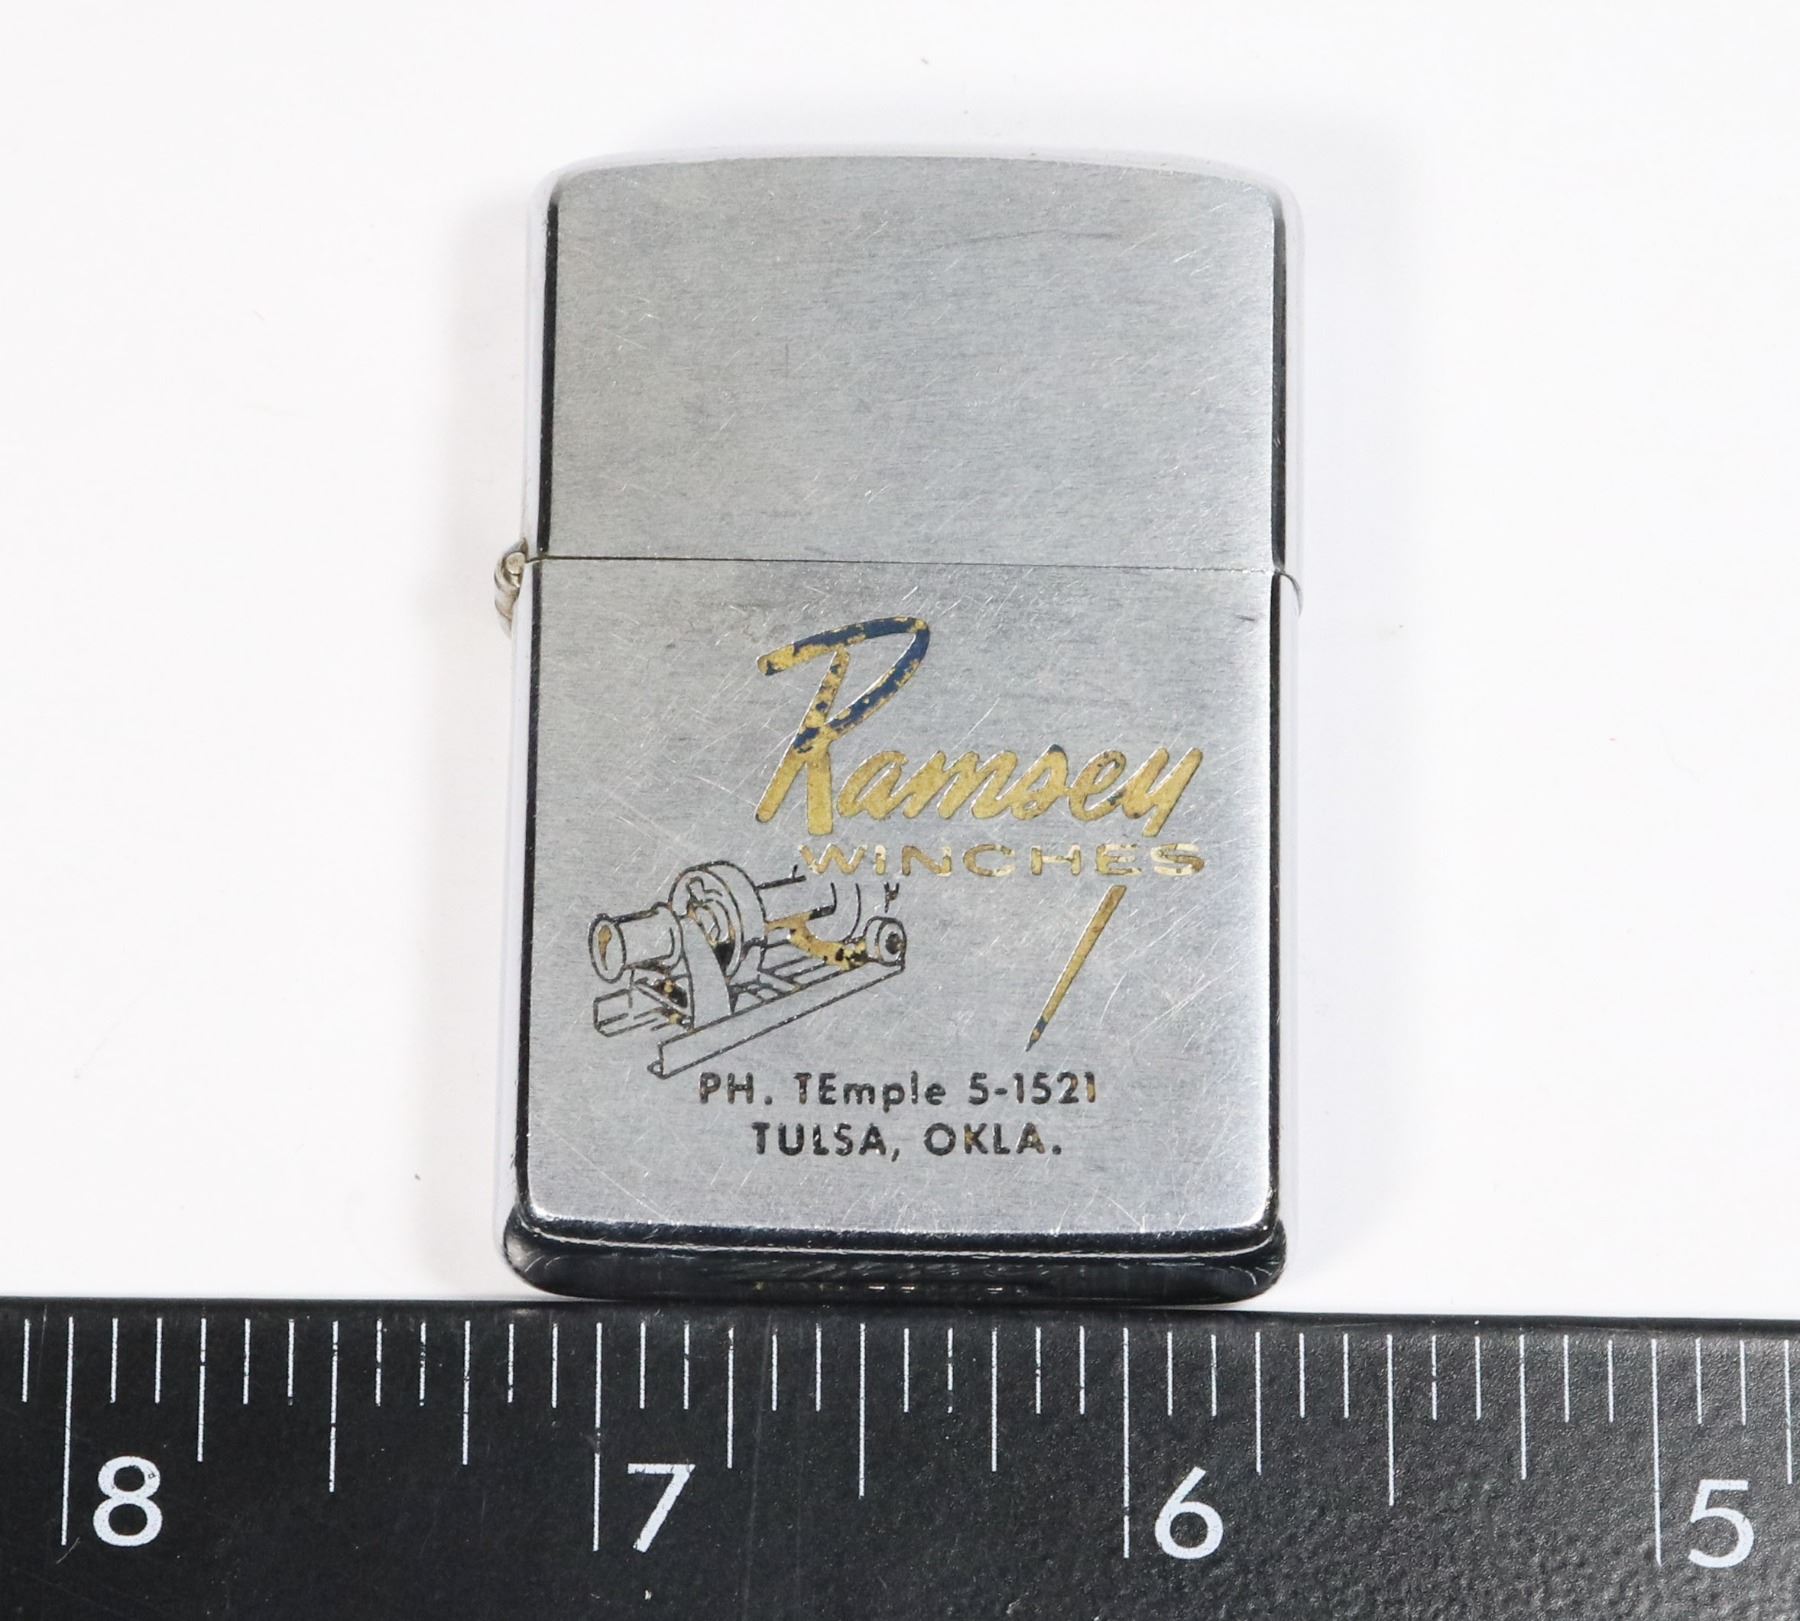 Ramsey
WINCHES
PH. TEmple 5-1521
TULSA, OKLA.
8 7 6 5